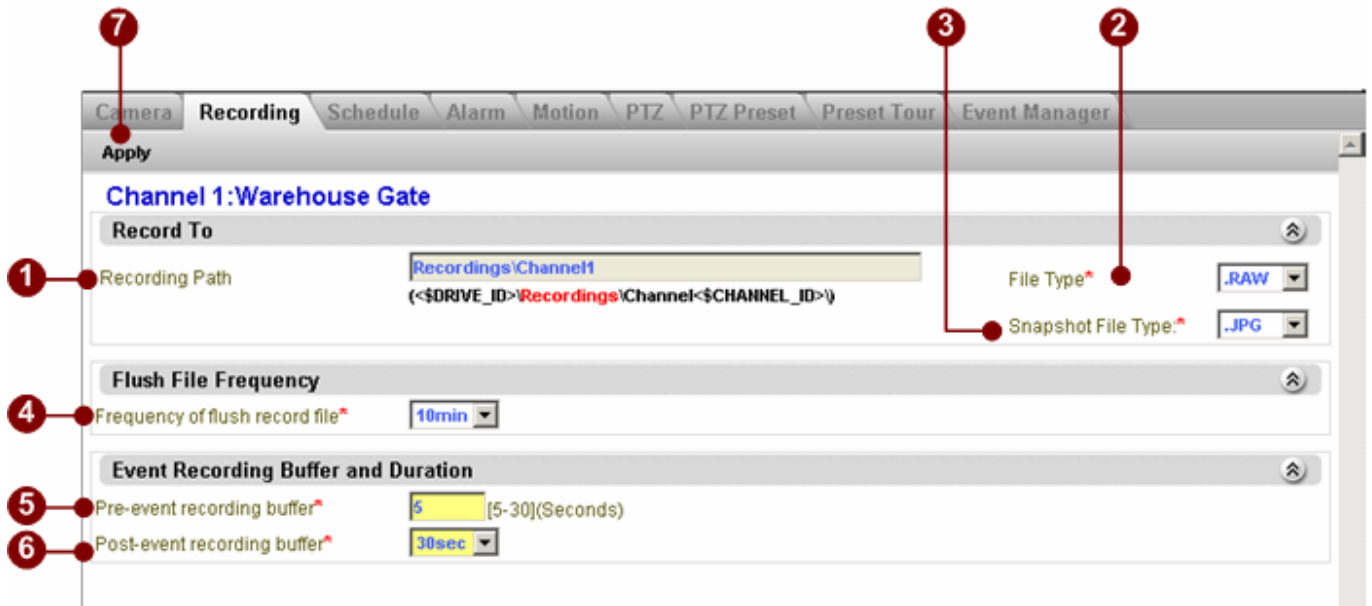 7 3 2
Camera Recording Schedule Alarm Motion PTZ PTZ Preset Preset Tour Event Manager
Apply
Channel 1:Warehouse Gate
Record To
1 Recording Path Recordings\Channel1 File Type* .RAW
(<$DRIVE_ID>\Recordings\Channel<$CHANNEL_ID>\)
Snapshot File Type:* .JPG
Flush File Frequency
4 Frequency of flush record file* 10min
Event Recording Buffer and Duration
5 Pre-event recording buffer* 5 [5-30](Seconds)
6 Post-event recording buffer* 30sec